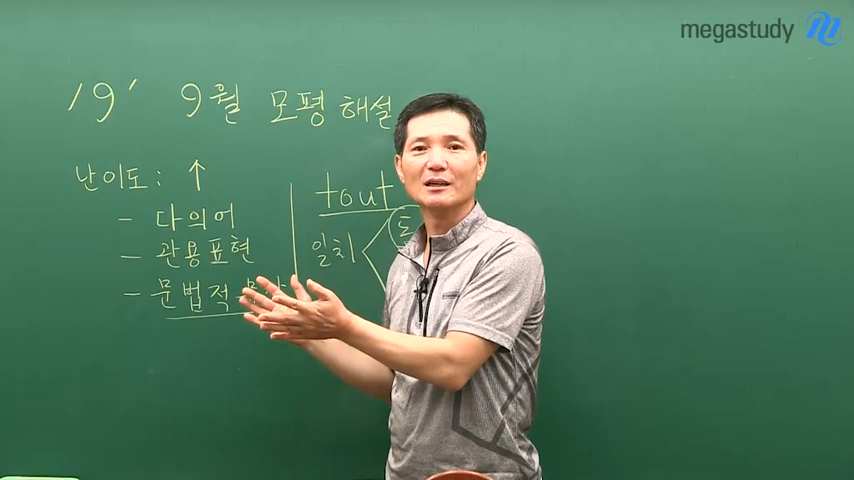 megastudy
19′ 9월 모평 해설
난이도: ↑
- 다의어
- 관용표현
- 문법적
tout
일치